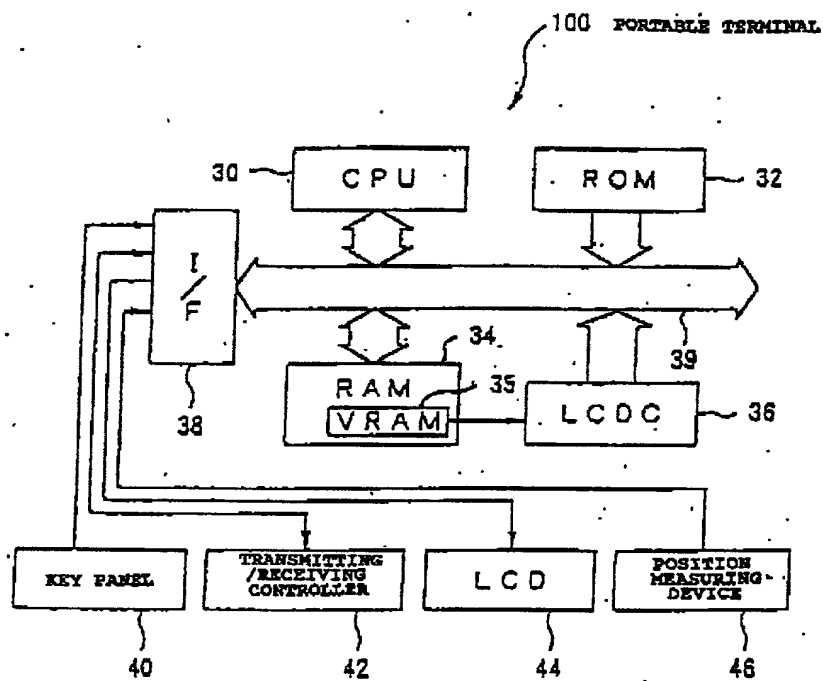 100 PORTABLE TERMINAL
30
CPU
ROM
32
I/F
38
34
RAM
35
VRAM
39
LCDC
36
KEY PANEL
TRANSMITTING
/RECEIVING
CONTROLLER
LCD
POSITION
MEASURING
DEVICE
40
42
44
46